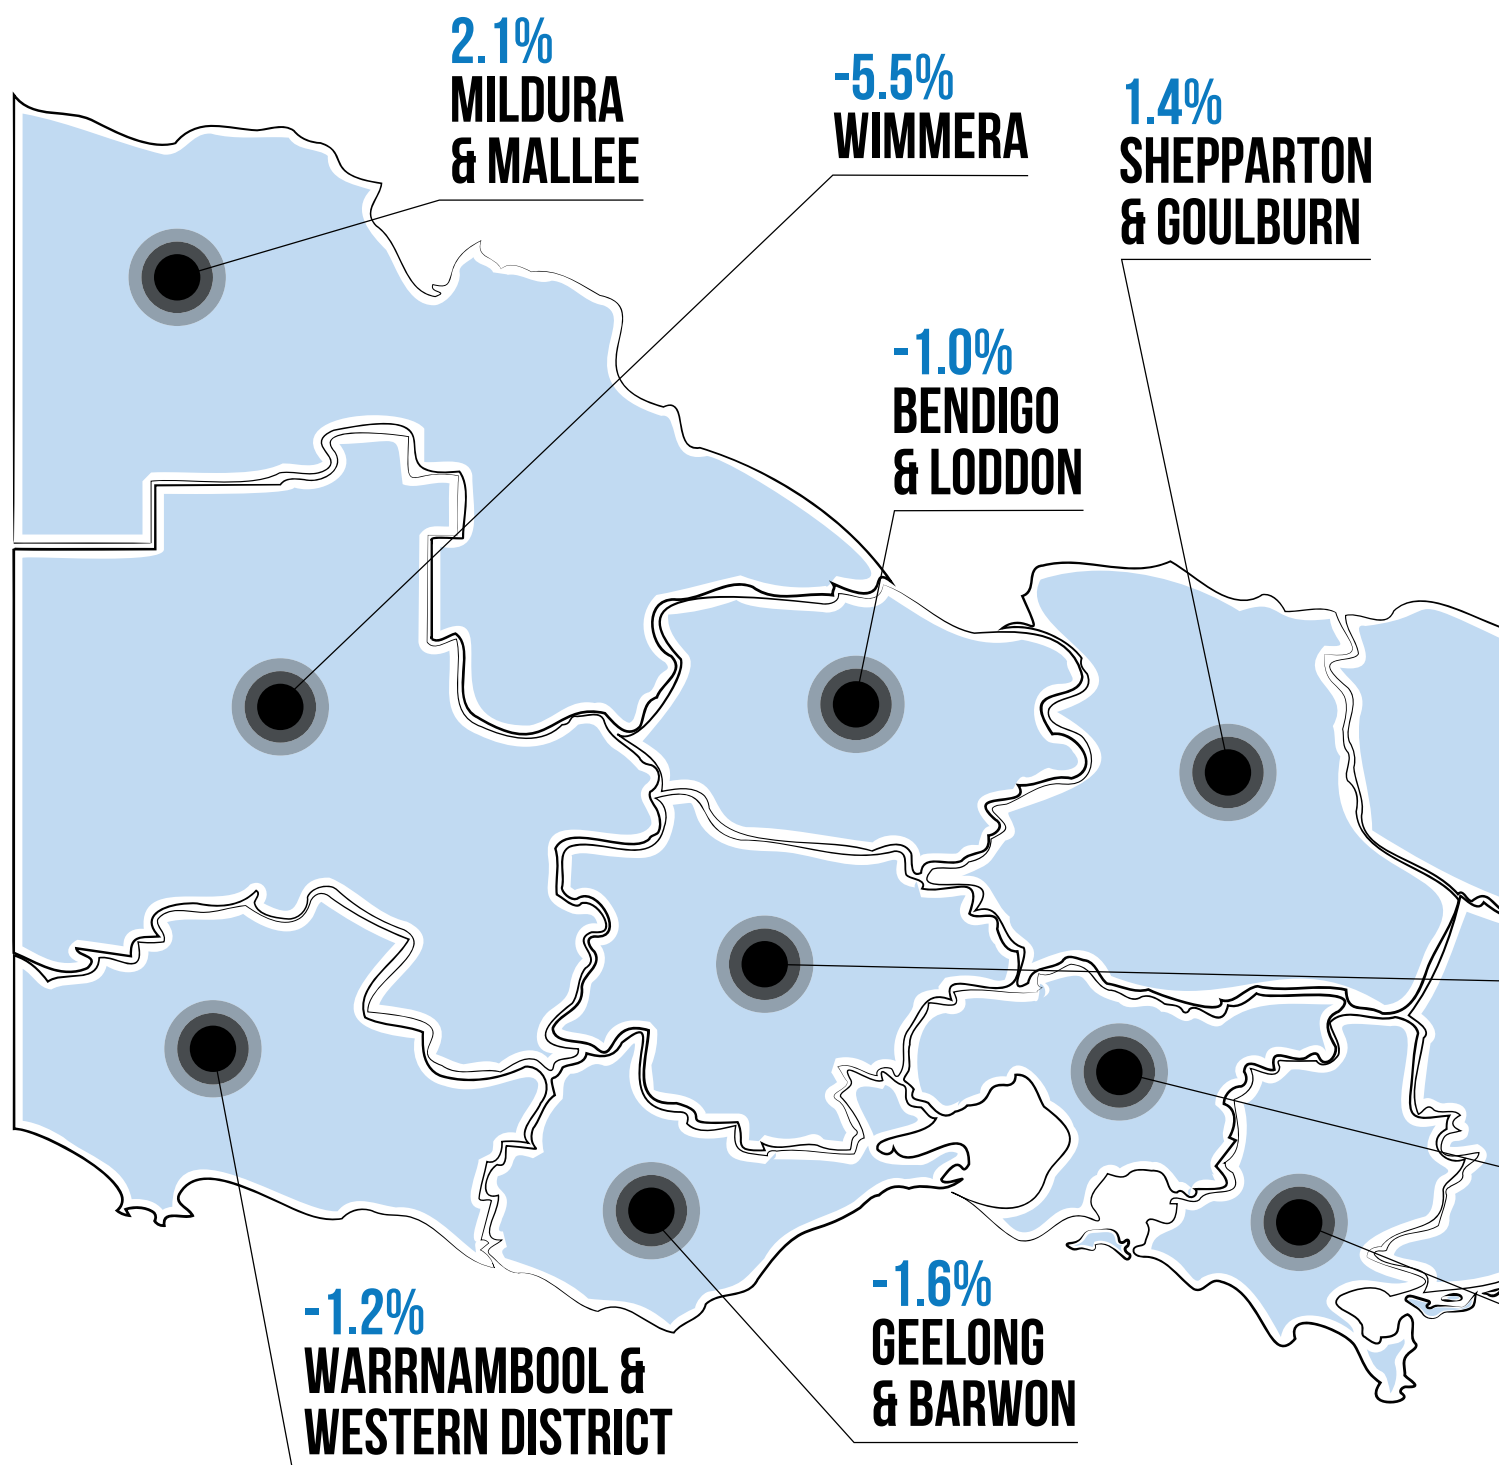 2.1%
MILDURA
& MALLEE
-5.5%
WIMMERA
1.4%
SHEPPARTON
& GOULBURN
-1.0%
BENDIGO
& LODDON
-1.2%
WARRNAMBOOL &
WESTERN DISTRICT
-1.6%
GEELONG
& BARWON